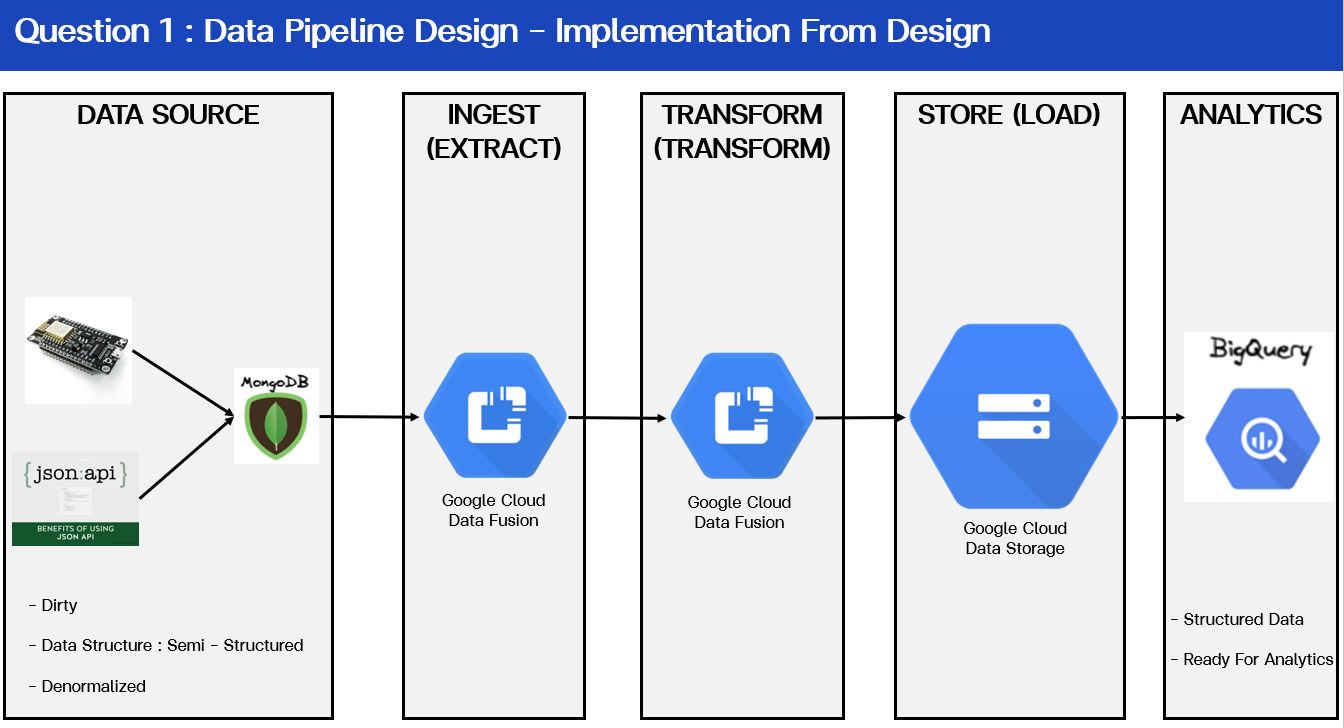 Question 1 : Data Pipeline Design - Implementation From Design
DATA SOURCE
MongoDB
{json:api}
BENEFITS OF USING
JSON API
- Dirty
- Data Structure : Semi - Structured
- Denormalized
INGEST
(EXTRACT)
Google Cloud
Data Fusion
TRANSFORM
(TRANSFORM)
Google Cloud
Data Fusion
STORE (LOAD)
Google Cloud
Data Storage
ANALYTICS
BigQuery
- Structured Data
- Ready For Analytics